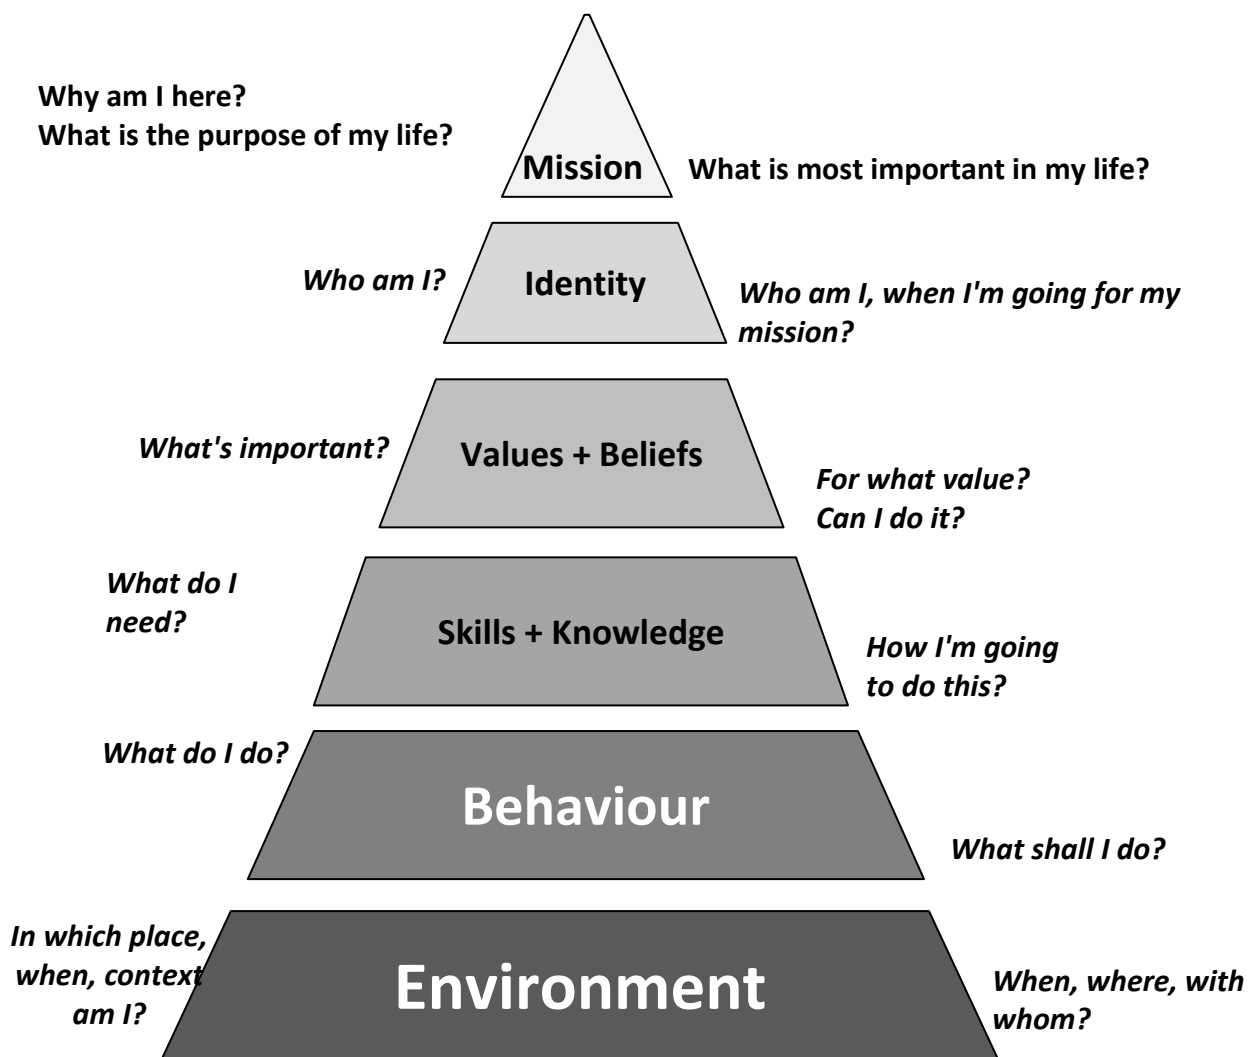 Why am I here?
What is the purpose of my life?
Mission
What is most important in my life?
Who am I?
Identity
Who am I, when I'm going for my
mission?
What's important?
Values + Beliefs
For what value?
Can I do it?
What do I
need?
Skills + Knowledge
How I'm going
to do this?
What do I do?
Behaviour
What shall I do?
In which place,
when, context
am I?
Environment
When, where, with
whom?